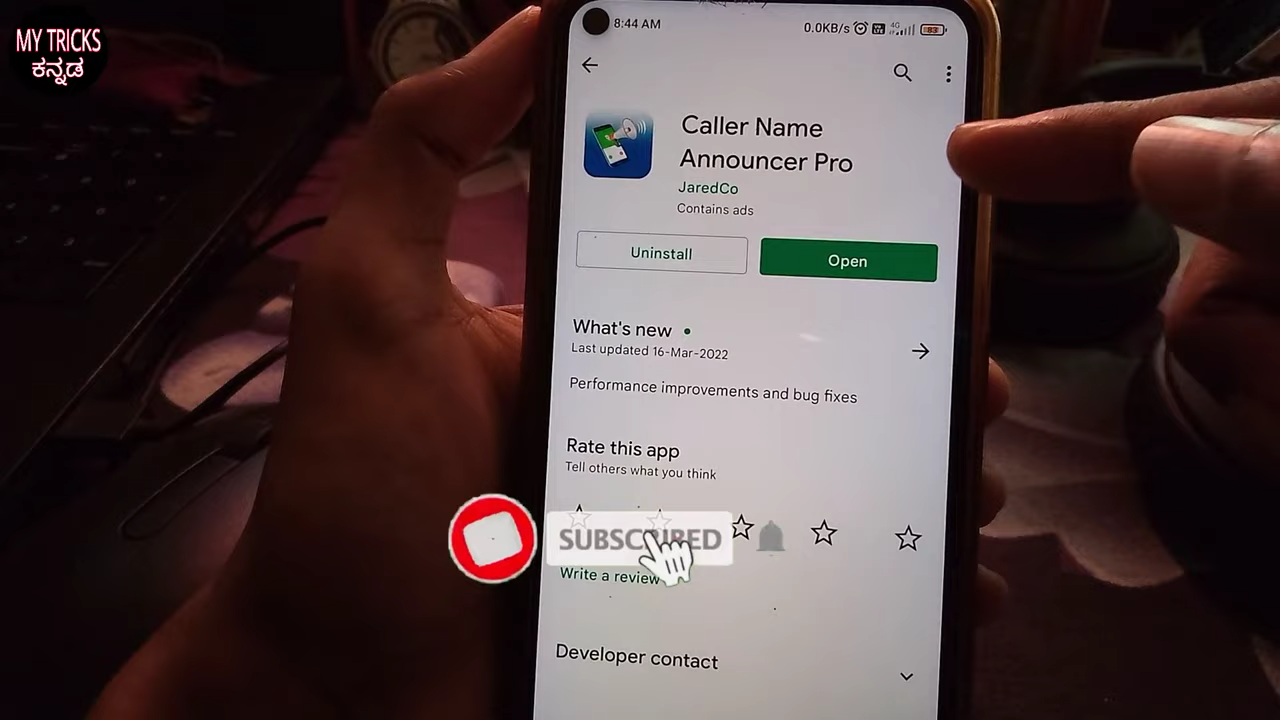 MY TRICKS
ಕನ್ನಡ
8:44 AM
0.0KB/s
4G
83
Caller Name
Announcer Pro
JaredCo
Contains ads
Uninstall
Open
What's new
Last updated 16-Mar-2022
Performance improvements and bug fixes
Rate this app
Tell others what you think
SUBSCRIBED
Write a review
Developer contact